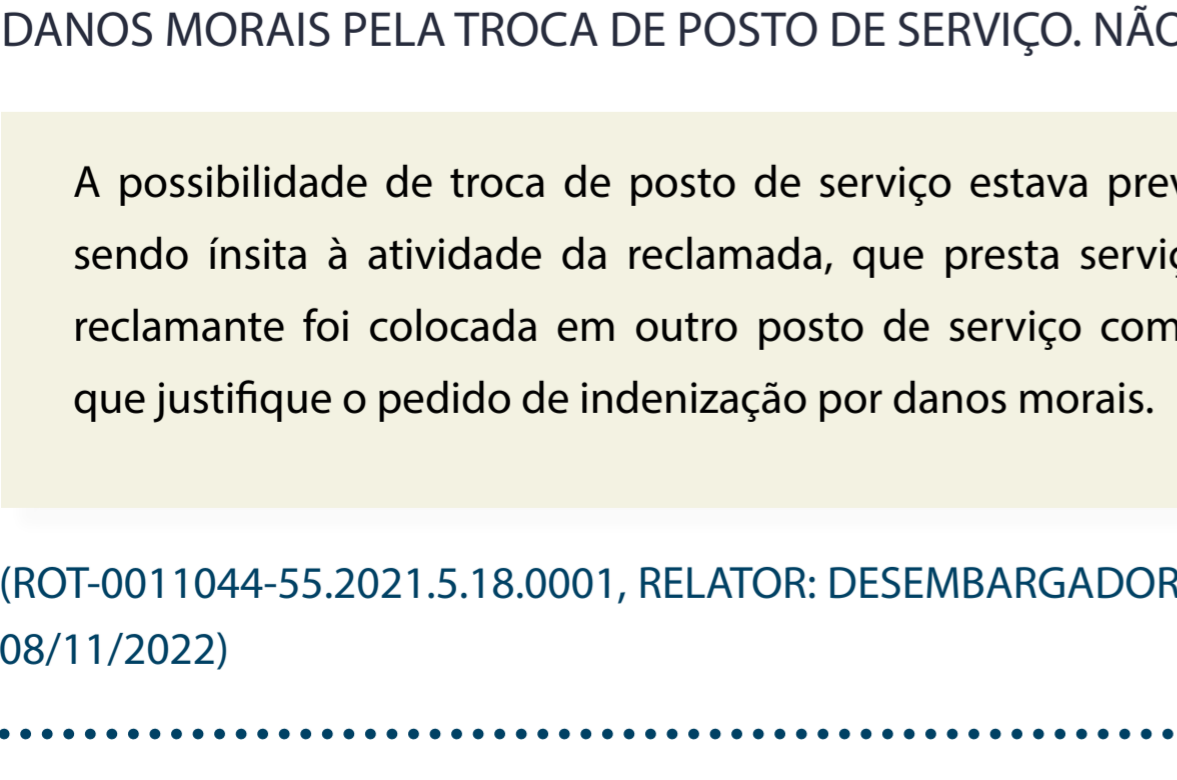 DANOS MORAIS PELA TROCA DE POSTO DE SERVIÇO. NÃO
A possibilidade de troca de posto de serviço estava
sendo ínsita à atividade da reclamada, que presta
reclamante foi colocada em outro posto de serviço com
que justifique o pedido de indenização por danos morais.
(ROT-0011044-55.2021.5.18.0001, RELATOR: DESEMBARGADOR
08/11/2022)